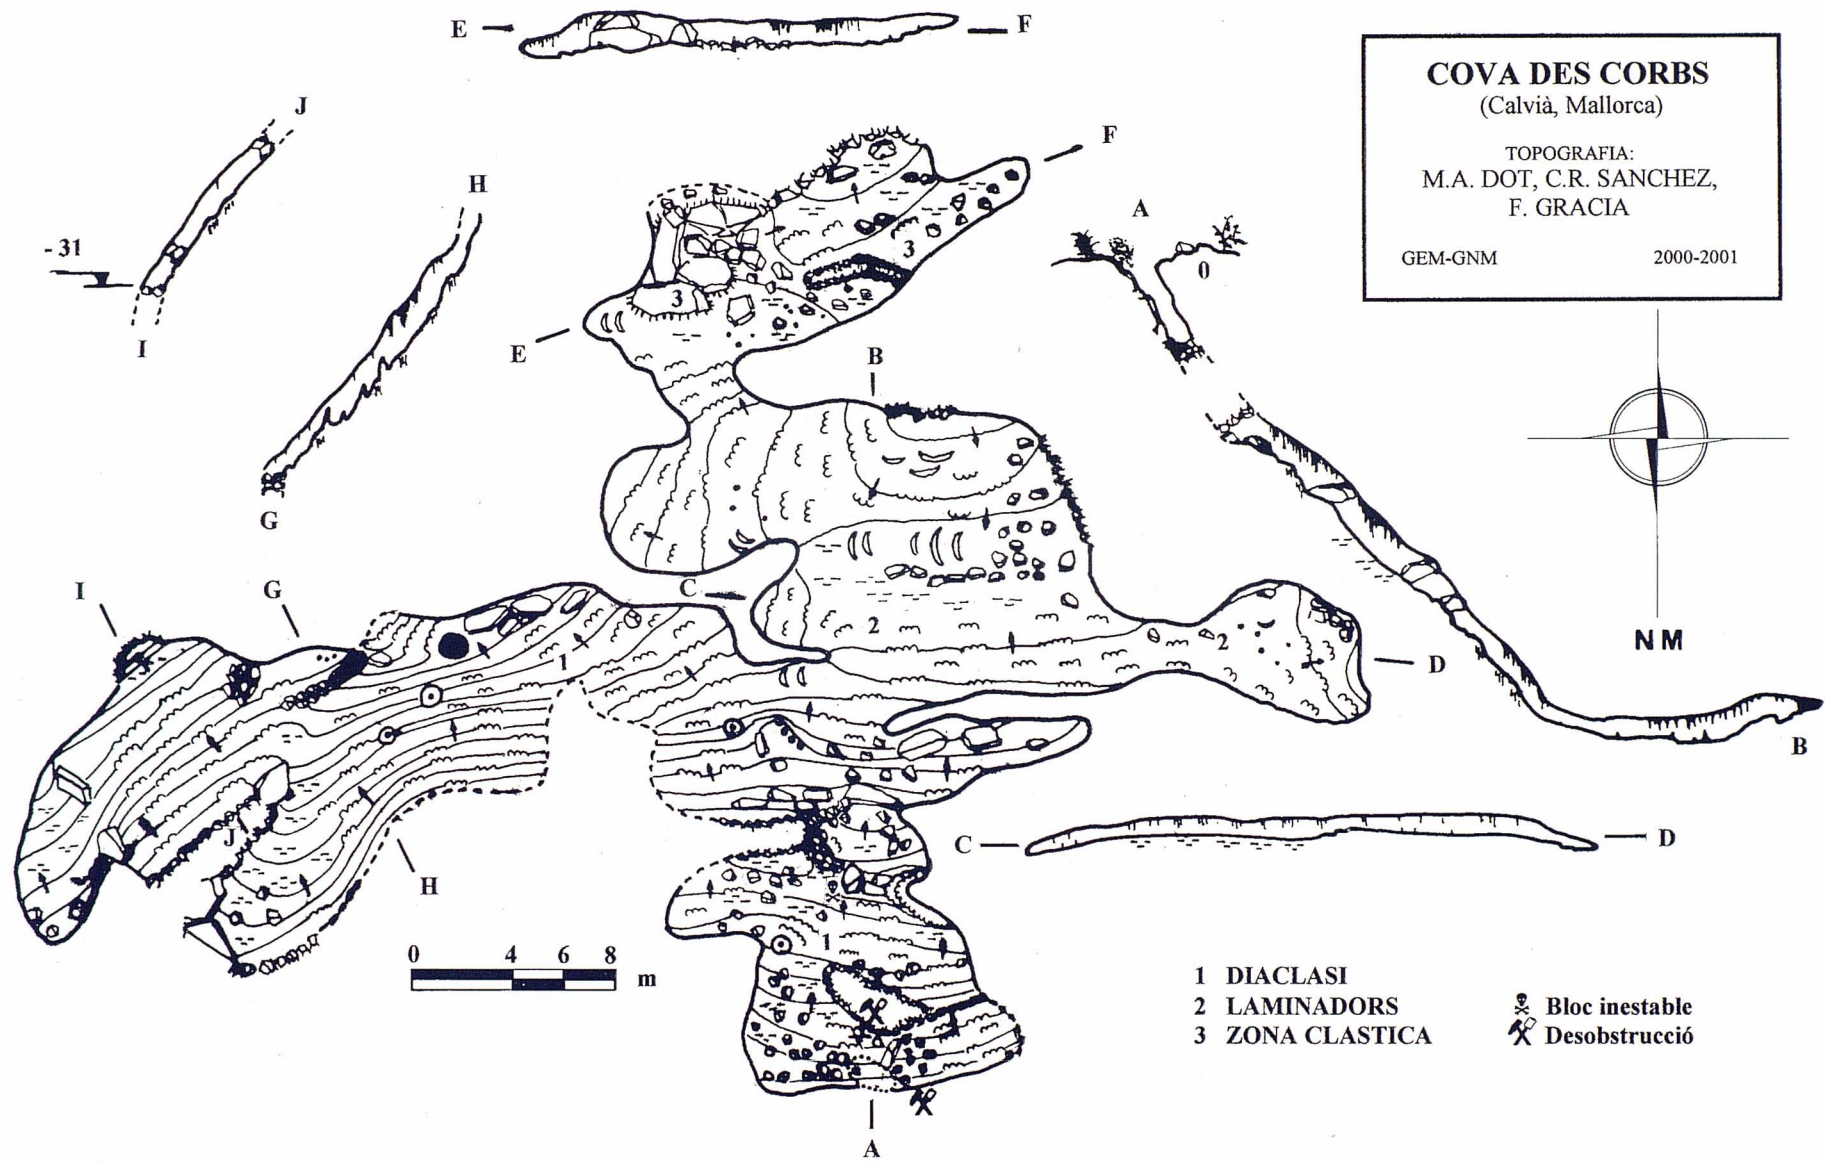 E
F
J
H
- 31
I
G
A
0
B
COVA DES CORBS
(Calvià, Mallorca)
TOPOGRAFIA:
M.A. DOT, C.R. SANCHEZ,
F. GRACIA
GEM-GNM 2000-2001
F
3
3
E
B
NM
I
G
C
2
2
D
1
J
H
C
D
1
0 4 6 8 m
A
1 DIACLASI
2 LAMINADORS
3 ZONA CLASTICA
Bloc inestable
Desobstrucció